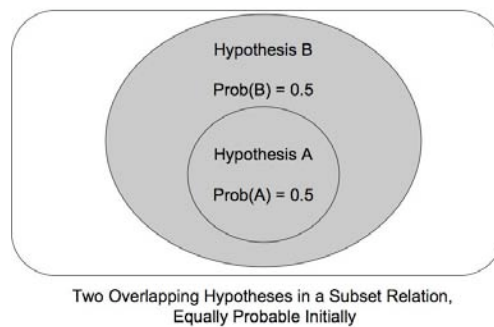 Hypothesis B
Prob(B) = 0.5
Hypothesis A
Prob(A) = 0.5
Two Overlapping Hypotheses in a Subset Relation,
Equally Probable Initially